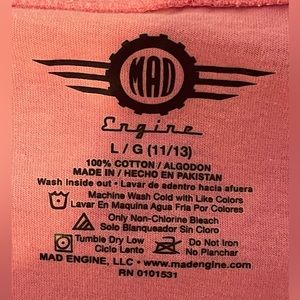 MAD
Engine
L / G (11/13)
100% COTTON / ALGODON
MADE IN / HECHO EN PAKISTAN
Wash Inside out • Lavar de adentro hacia afuera
Machine Wash Cold with Like Colors
Lavar En Maquina Agua Fria Por Colores
Only Non-Chlorine Bleach
Solo Blanqueador Sin Cloro
Tumble Dry Low
Ciclo Lento
Do Not Iron
No Planchar
MAD ENGINE, LLC • www.madengine.com
RN 0101531